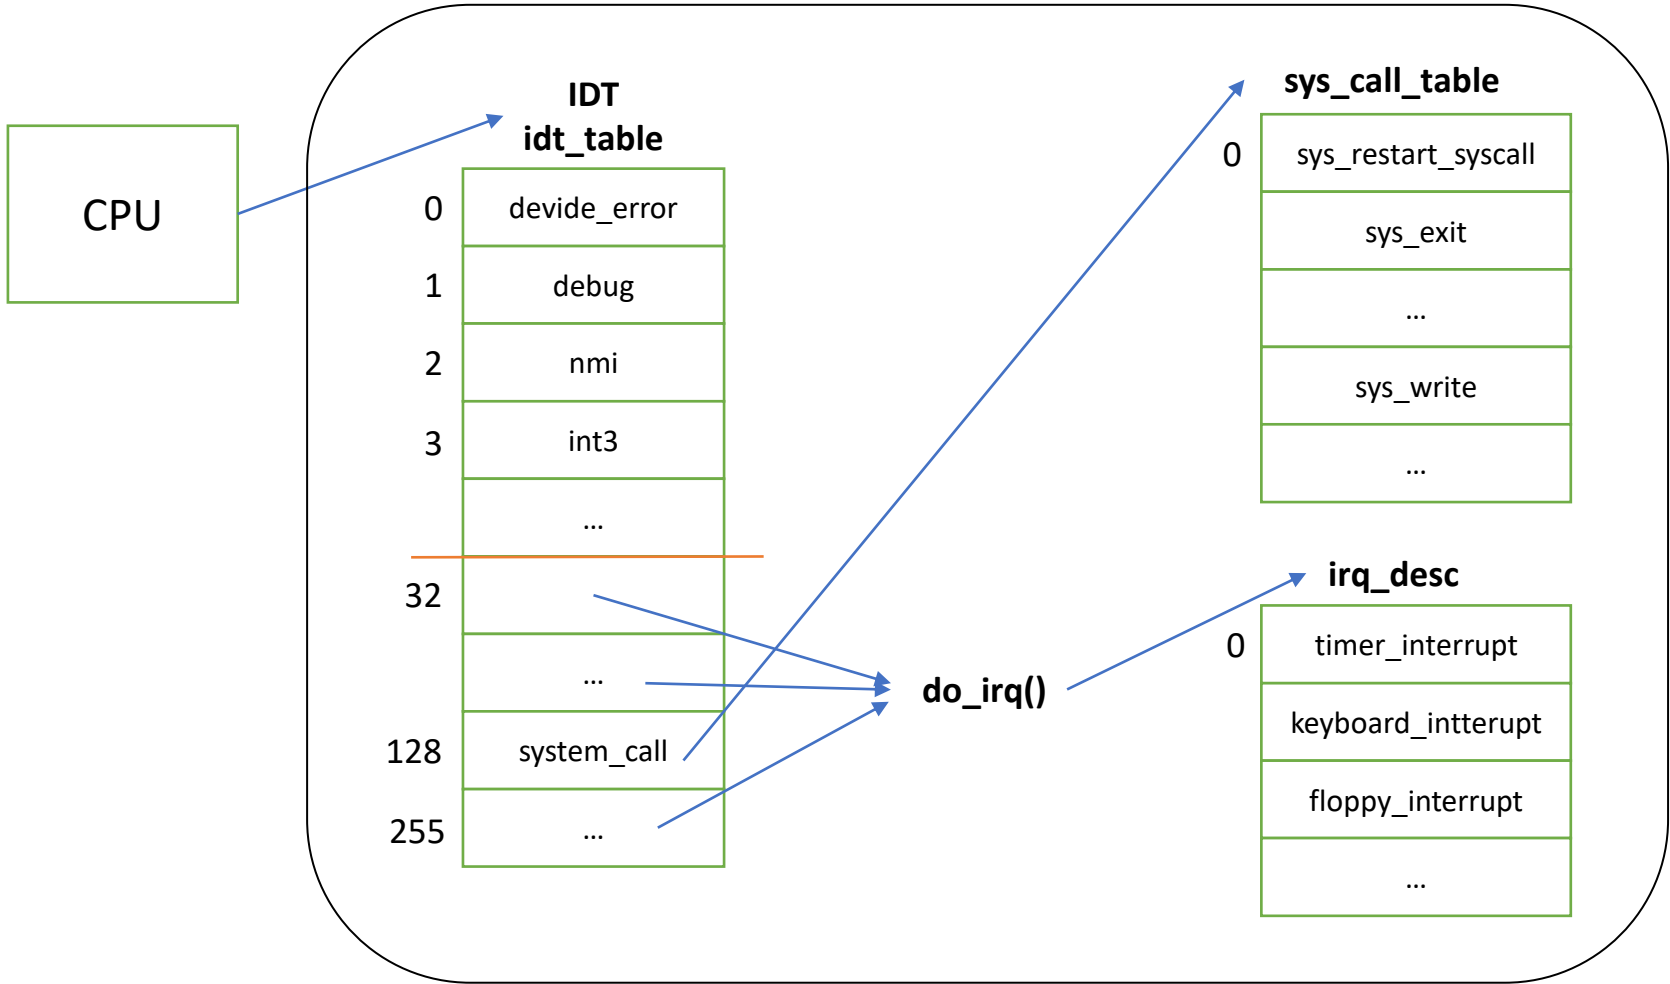 CPU
IDT
idt_table
0
devide_error
1
debug
2
nmi
3
int3
...
32
...
128
system_call
255
...
do_irq()
sys_call_table
0
sys_restart_syscall
sys_exit
...
sys_write
...
irq_desc
0
timer_interrupt
keyboard_intterupt
floppy_interrupt
...